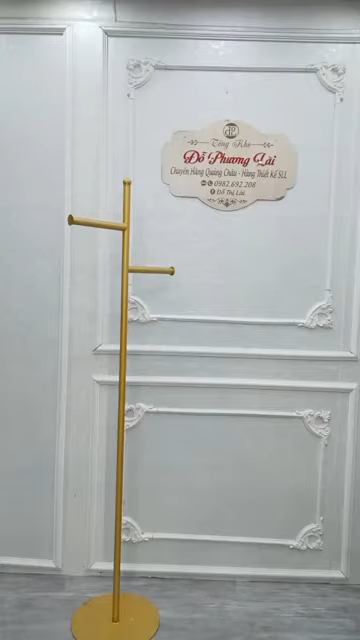 Tổng Kho
Đỗ Phương Lài
Chuyên Hàng Quảng Châu - Hàng Thiết Kế SLL
0982.692.208
Đỗ Thị Lài